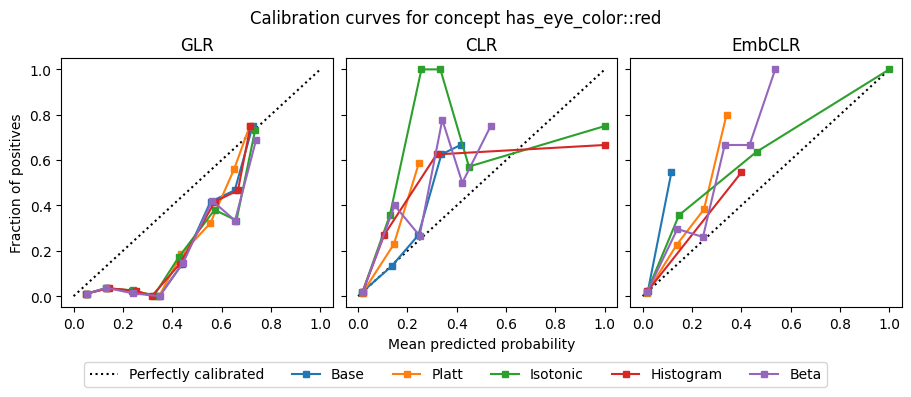 Calibration curves for concept has_eye_color::red
GLR
CLR
EmbCLR
Fraction of positives
1.0
0.8
0.6
0.4
0.2
0.0
0.0 0.2 0.4 0.6 0.8 1.0
0.0 0.2 0.4 0.6 0.8 1.0
0.0 0.2 0.4 0.6 0.8 1.0
Mean predicted probability
Perfectly calibrated Base Platt Isotonic Histogram Beta